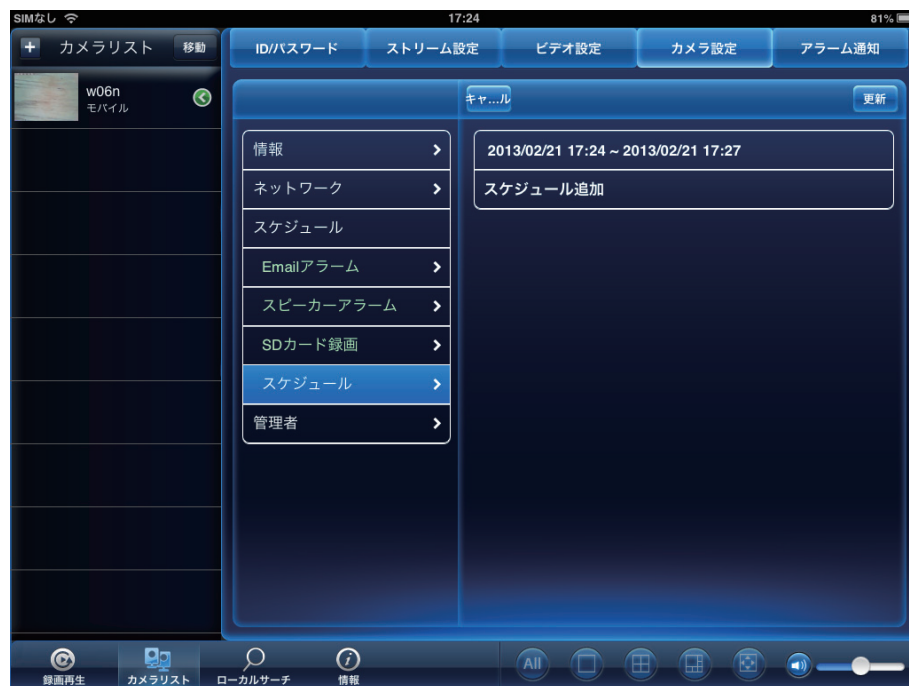 SIMなし 17:24 81%
+ カメラリスト 移動
w06n
モバイル
ID/パスワード ストリーム設定 ビデオ設定 カメラ設定 アラーム通知
キャ...ル 更新
情報
ネットワーク
スケジュール
Emailアラーム
スピーカーアラーム
SDカード録画
スケジュール
管理者
2013/02/21 17:24 ~ 2013/02/21 17:27
スケジュール追加
録画再生 カメラリスト ローカルサーチ 情報 All